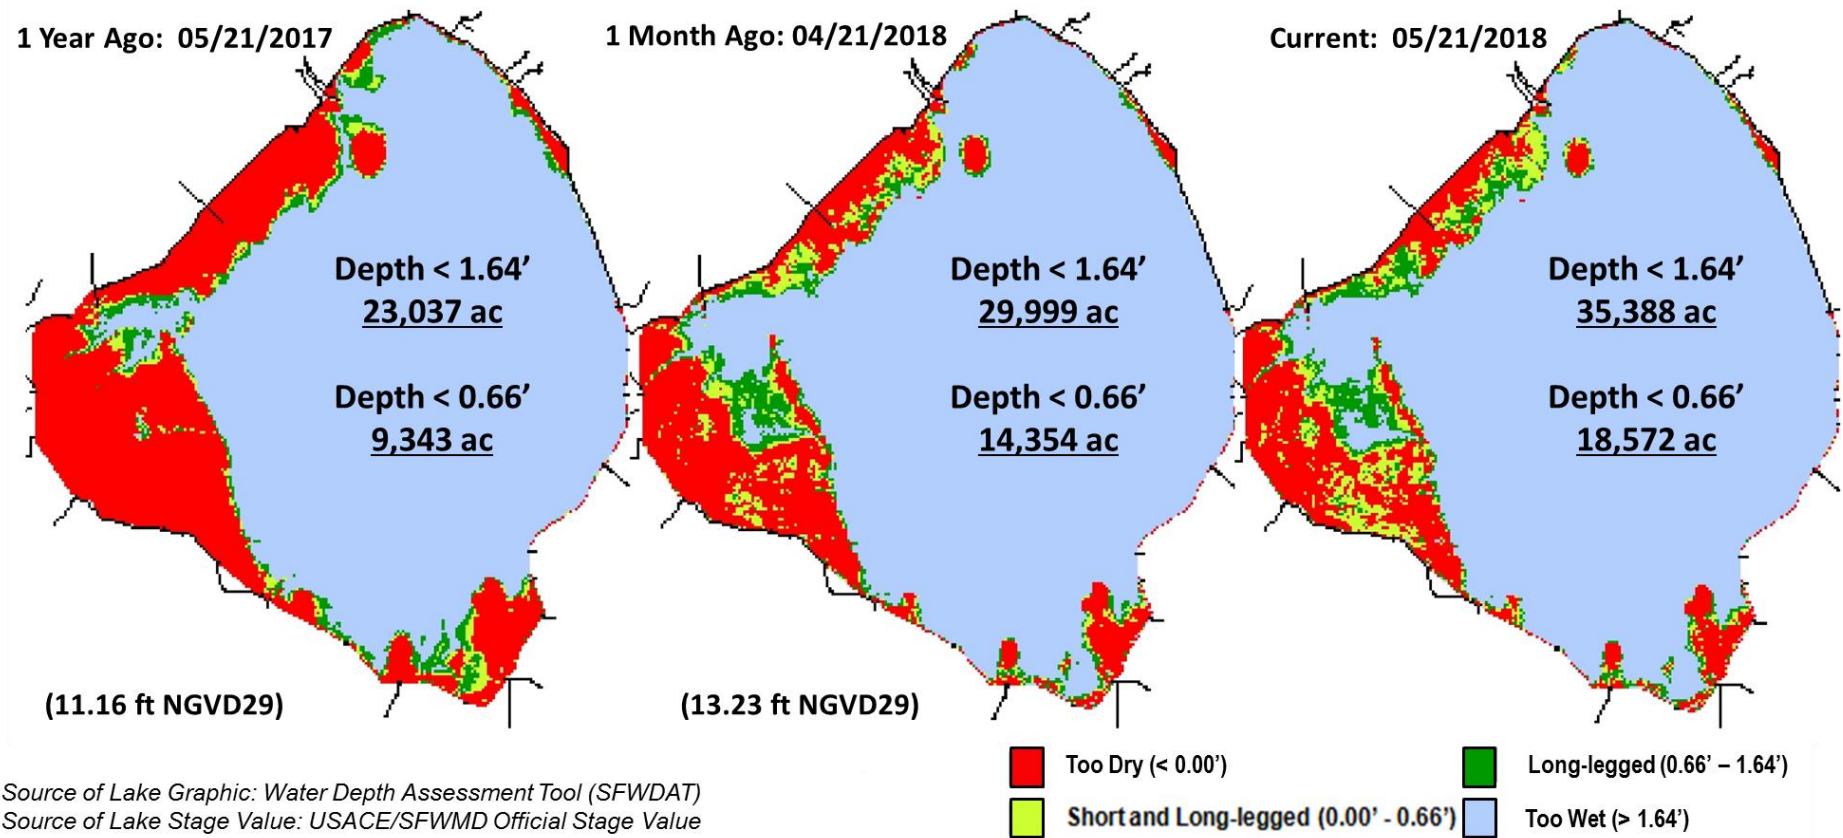 1 Year Ago: 05/21/2017
1 Month Ago: 04/21/2018
Current: 05/21/2018
Depth < 1.64’
23,037 ac
Depth < 0.66’
9,343 ac
Depth < 1.64’
29,999 ac
Depth < 0.66’
14,354 ac
Depth < 1.64’
35,388 ac
Depth < 0.66’
18,572 ac
(11.16 ft NGVD29)
(13.23 ft NGVD29)
Too Dry (< 0.00’)
Long-legged (0.66’ – 1.64’)
Short and Long-legged (0.00’ - 0.66’)
Too Wet (> 1.64’)
Source of Lake Graphic: Water Depth Assessment Tool (SFWDAT)
Source of Lake Stage Value: USACE/SFWMD Official Stage Value